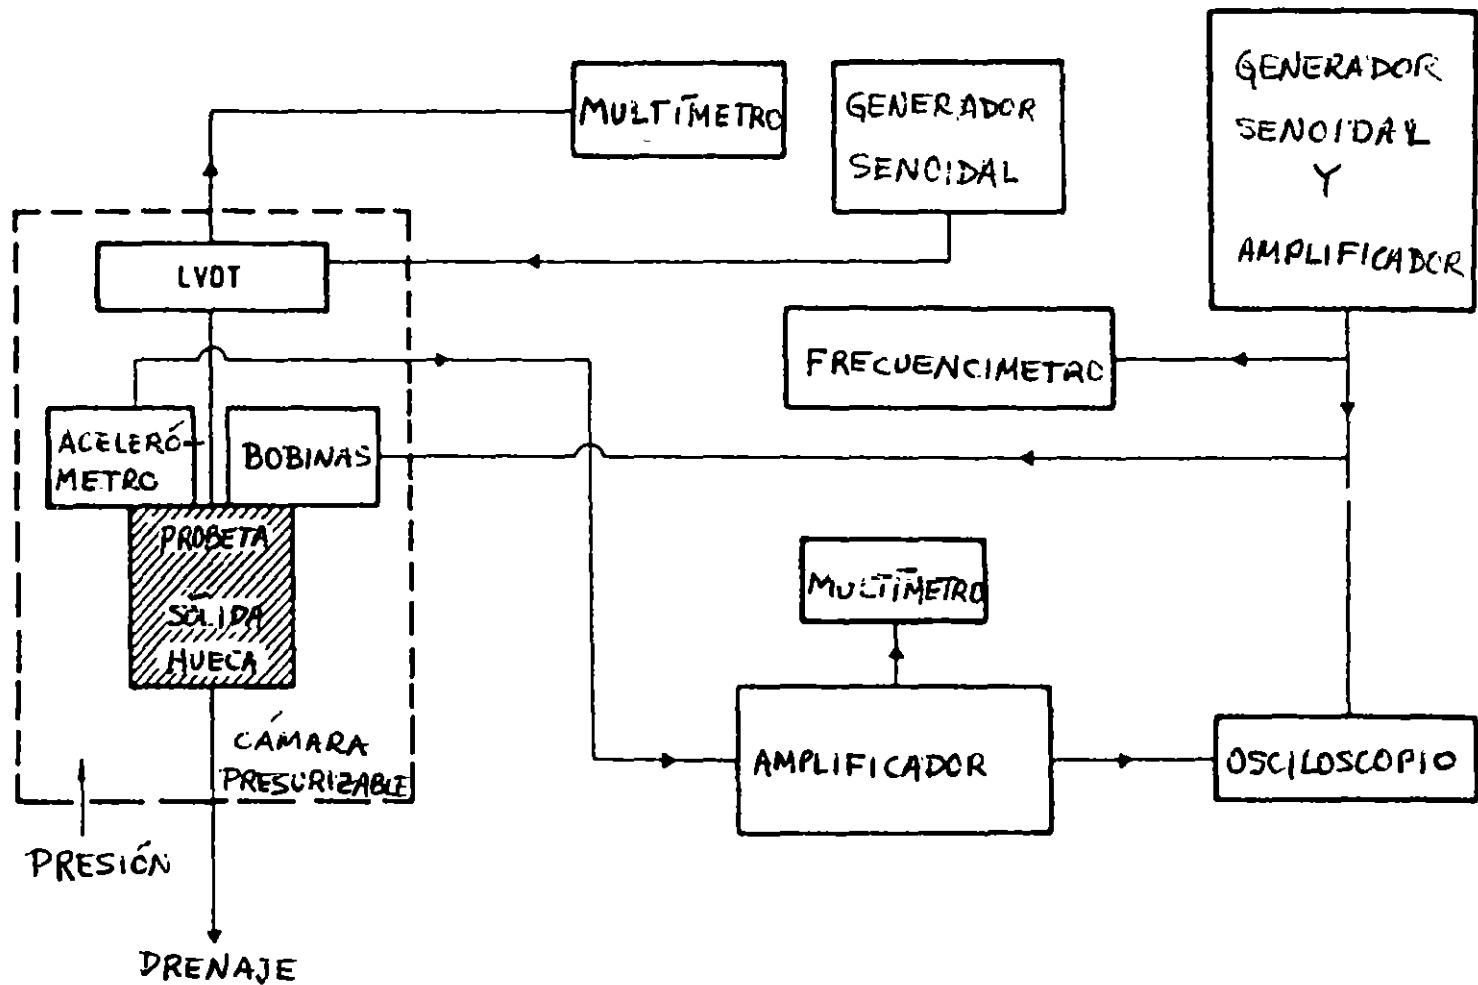 MULTÍMETRO
GENERADOR
SENOIDAL
GENERADOR
SENOIDAL
Y
AMPLIFICADOR
LVDT
FRECUENCIMETRO
ACELERÓ-
METRO
BOBINAS
PROBETA
SÓLIDA
HUECA
MULTÍMETRO
CÁMARA
PRESURIZABLE
AMPLIFICADOR
OSCILOSCOPIO
PRESIÓN
DRENAJE